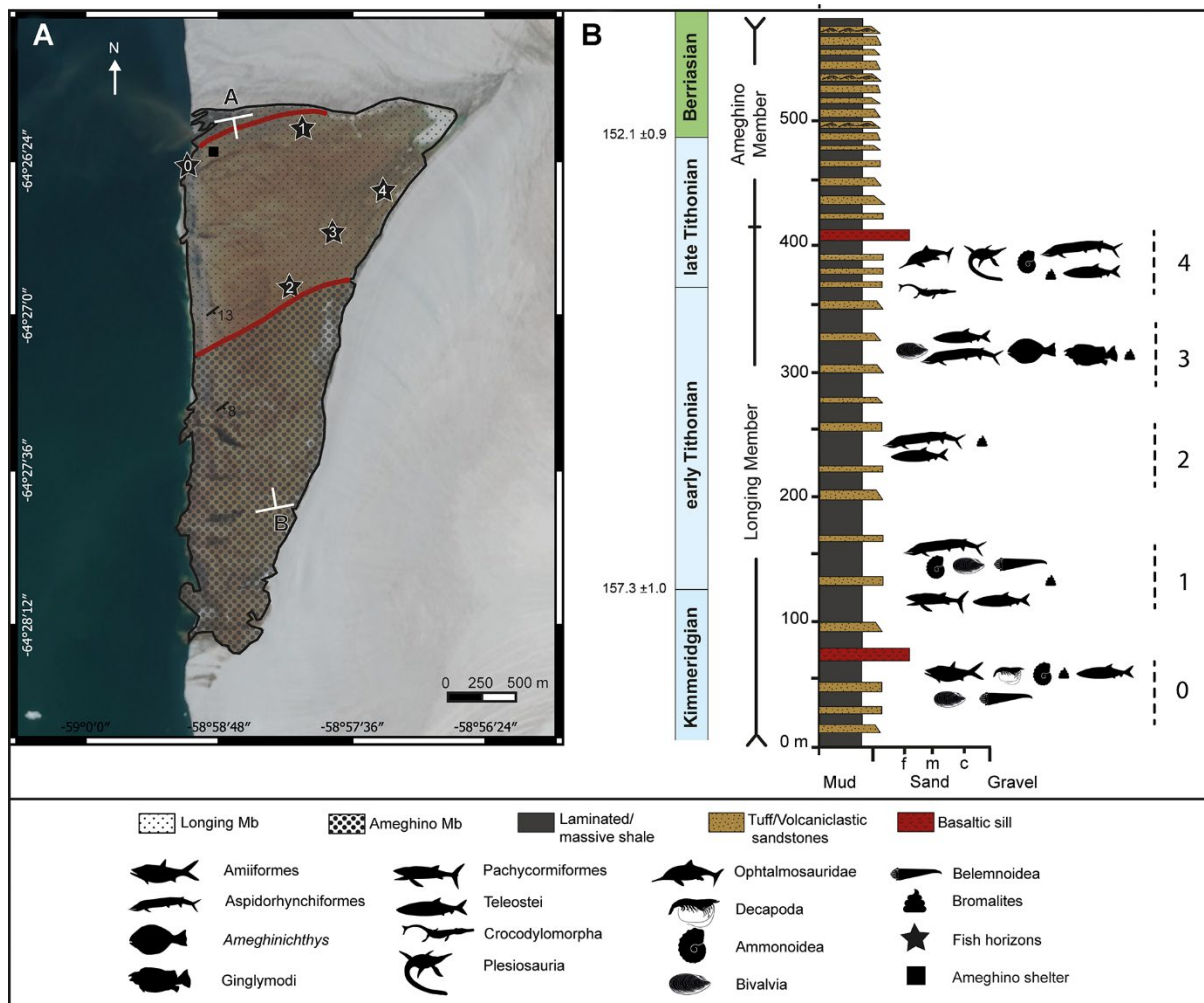 A
N
A
1
0
4
3
2
13
8
B
-64°26'24"
-64°27'0"
-64°27'36"
-64°28'12"
0 250 500 m
-59°0'0"
-58°58'48"
-58°57'36"
-58°56'24"
B
Berriasian
152.1 ±0.9
late Tithonian
early Tithonian
157.3 ±1.0
Kimmeridgian
Ameghino
Member
Longing Member
500
400
300
200
100
0 m
f m c
Mud Sand Gravel
4
3
2
1
0
Longing Mb
Ameghino Mb
Laminated/
massive shale
Tuff/Volcaniclastic
sandstones
Basaltic sill
Amiiformes
Aspidorhynchiformes
Ameghinichthys
Ginglymodi
Pachycormiformes
Teleostei
Crocodylomorpha
Plesiosauria
Ophtalmosauridae
Decapoda
Ammonoidea
Bivalvia
Belemnoidea
Bromalites
Fish horizons
Ameghino shelter